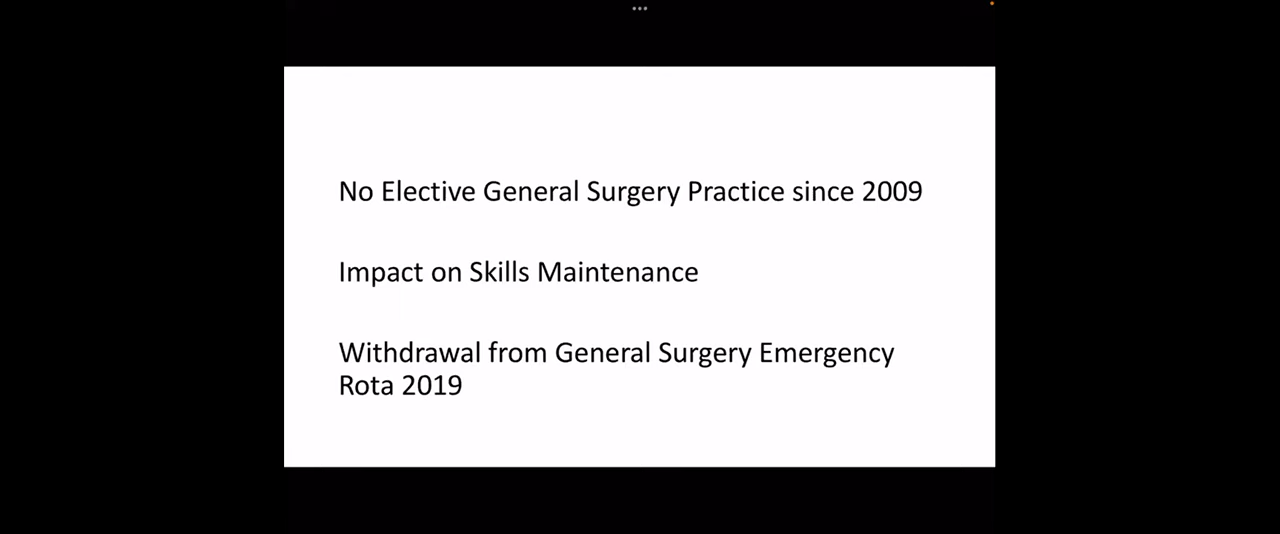 No Elective General Surgery Practice since 2009
Impact on Skills Maintenance
Withdrawal from General Surgery Emergency
Rota 2019